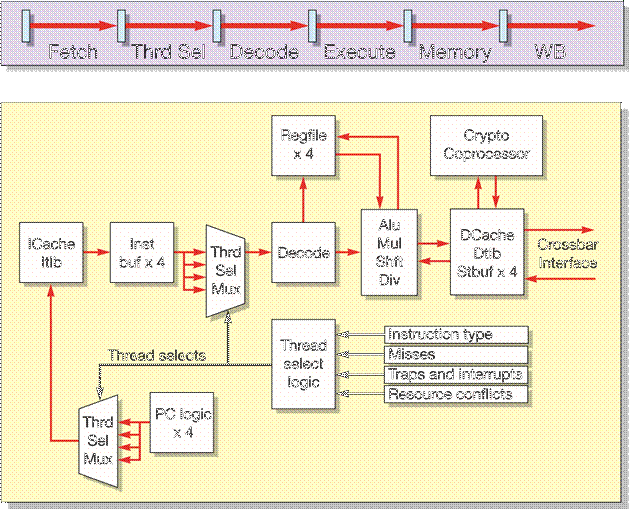 Fetch
Thrd Sel
Decode
Execute
Memory
WB
Regfile
x 4
Crypto
Coprocessor
ICache
Itlb
Inst
buf x 4
Thrd
Sel
Mux
Decode
Alu
Mul
Shft
Div
DCache
Dtlb
Stbuf x 4
Crossbar
Interface
Thread selects
Thread
select
logic
Instruction type
Misses
Traps and interrupts
Resource conflicts
Thrd
Sel
Mux
PC logic
x 4